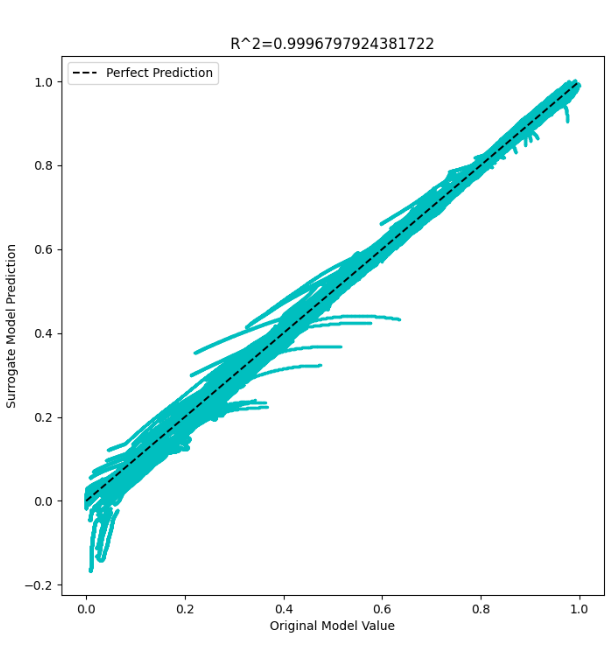 R^2=0.9996797924381722
Perfect Prediction
1.0
0.8
0.6
0.4
0.2
0.0
−0.2
Surrogate Model Prediction
0.0 0.2 0.4 0.6 0.8 1.0
Original Model Value